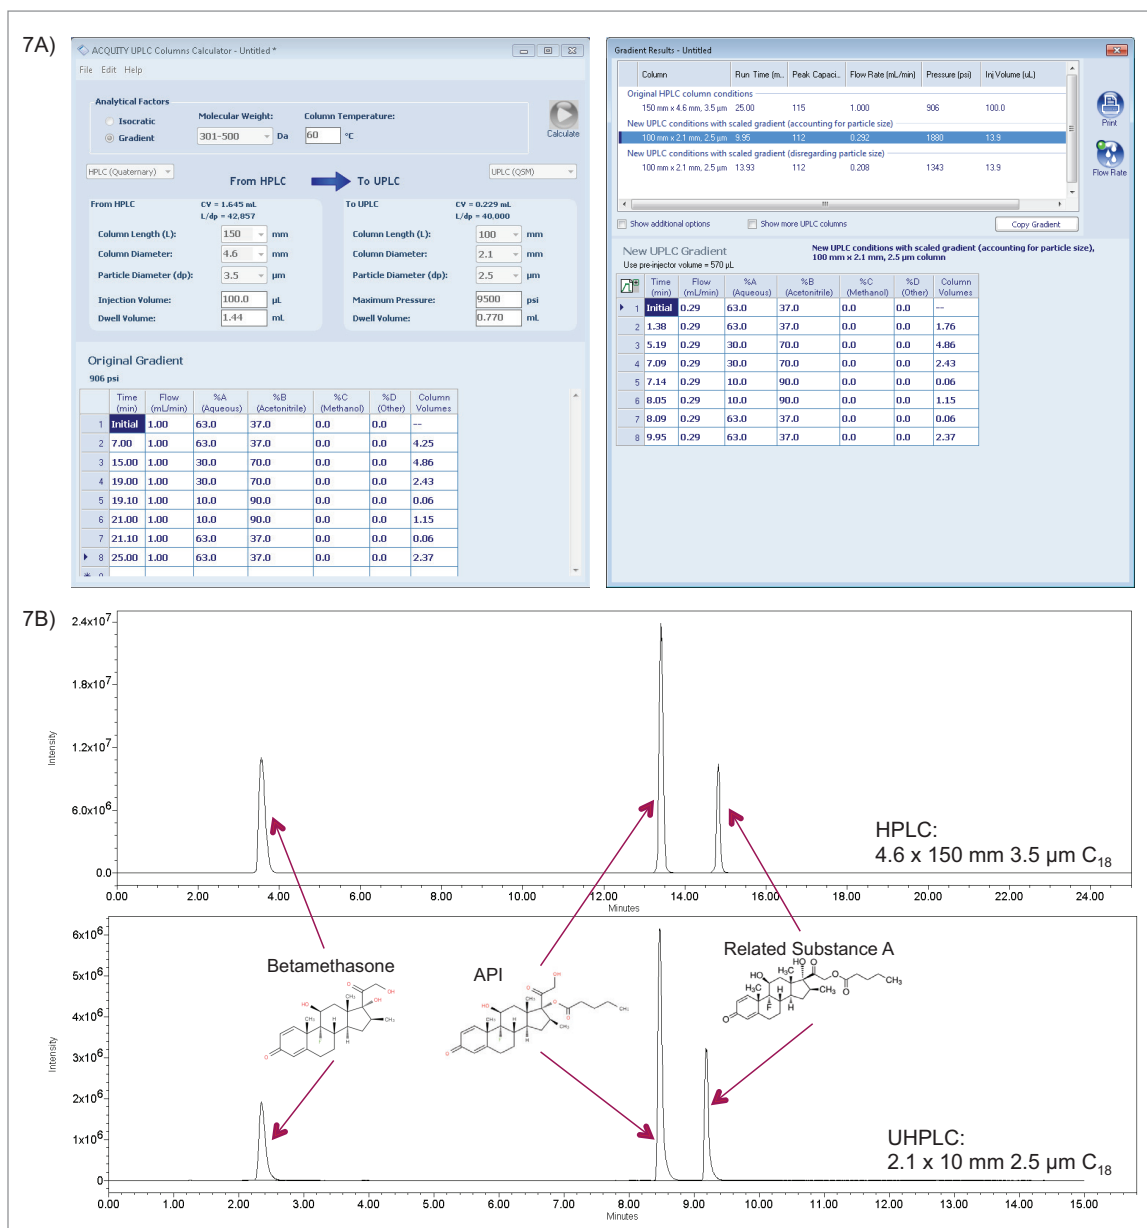 7A)
ACQUITY UPLC Columns Calculator - Untitled *
File Edit Help
Analytical Factors
Isocratic
Gradient
Molecular Weight:
301-500 Da
Column Temperature:
60 °C
Calculate
HPLC (Quaternary)
From HPLC To UPLC
UPLC (QSM)
From HPLC CV = 1.645 mL
L/dp = 42,857
Column Length (L): 150 mm
Column Diameter: 4.6 mm
Particle Diameter (dp): 3.5 µm
Injection Volume: 100.0 µL
Dwell Volume: 1.44 mL
To UPLC CV = 0.229 mL
L/dp = 40,000
Column Length (L): 100 mm
Column Diameter: 2.1 mm
Particle Diameter (dp): 2.5 µm
Maximum Pressure: 9500 psi
Dwell Volume: 0.770 mL
Original Gradient
906 psi
Time (min) Flow (mL/min) %A (Aqueous) %B (Acetonitrile) %C (Methanol) %D (Other) Column Volumes
1 Initial 1.00 63.0 37.0 0.0 0.0 --
2 7.00 1.00 63.0 37.0 0.0 0.0 4.25
3 15.00 1.00 30.0 70.0 0.0 0.0 4.86
4 19.00 1.00 30.0 70.0 0.0 0.0 2.43
5 19.10 1.00 10.0 90.0 0.0 0.0 0.06
6 21.00 1.00 10.0 90.0 0.0 0.0 1.15
7 21.10 1.00 63.0 37.0 0.0 0.0 0.06
8 25.00 1.00 63.0 37.0 0.0 0.0 2.37
Gradient Results - Untitled
Column Run Time (m... Peak Capaci... Flow Rate (mL/min) Pressure (psi) Inj Volume (uL)
Original HPLC column conditions
150 mm x 4.6 mm, 3.5 µm 25.00 115 1.000 906 100.0
New UPLC conditions with scaled gradient (accounting for particle size)
100 mm x 2.1 mm, 2.5 µm 9.95 112 0.292 1880 13.9
New UPLC conditions with scaled gradient (disregarding particle size)
100 mm x 2.1 mm, 2.5 µm 13.93 112 0.208 1343 13.9
Print
Flow Rate
Show additional options Show more UPLC columns Copy Gradient
New UPLC Gradient
Use pre-injector volume = 570 µL
New UPLC conditions with scaled gradient (accounting for particle size),
100 mm x 2.1 mm, 2.5 µm column
Time (min) Flow (mL/min) %A (Aqueous) %B (Acetonitrile) %C (Methanol) %D (Other) Column Volumes
1 Initial 0.29 63.0 37.0 0.0 0.0 --
2 1.38 0.29 63.0 37.0 0.0 0.0 1.76
3 5.19 0.29 30.0 70.0 0.0 0.0 4.86
4 7.09 0.29 30.0 70.0 0.0 0.0 2.43
5 7.14 0.29 10.0 90.0 0.0 0.0 0.06
6 8.05 0.29 10.0 90.0 0.0 0.0 1.15
7 8.09 0.29 63.0 37.0 0.0 0.0 0.06
8 9.95 0.29 63.0 37.0 0.0 0.0 2.37
7B)
2.4x10⁷
1.8x10⁷
1.2x10⁷
6.0x10⁶
0.0
Intensity
0.00 2.00 4.00 6.00 8.00 10.00 12.00 14.00 16.00 18.00 20.00 22.00 24.00
Minutes
HPLC:
4.6 x 150 mm 3.5 µm C₁₈
Betamethasone
API
Related Substance A
6x10⁶
5x10⁶
4x10⁶
3x10⁶
2x10⁶
1x10⁶
0
Intensity
0.00 1.00 2.00 3.00 4.00 5.00 6.00 7.00 8.00 9.00 10.00 11.00 12.00 13.00 14.00 15.00
Minutes
UHPLC:
2.1 x 10 mm 2.5 µm C₁₈